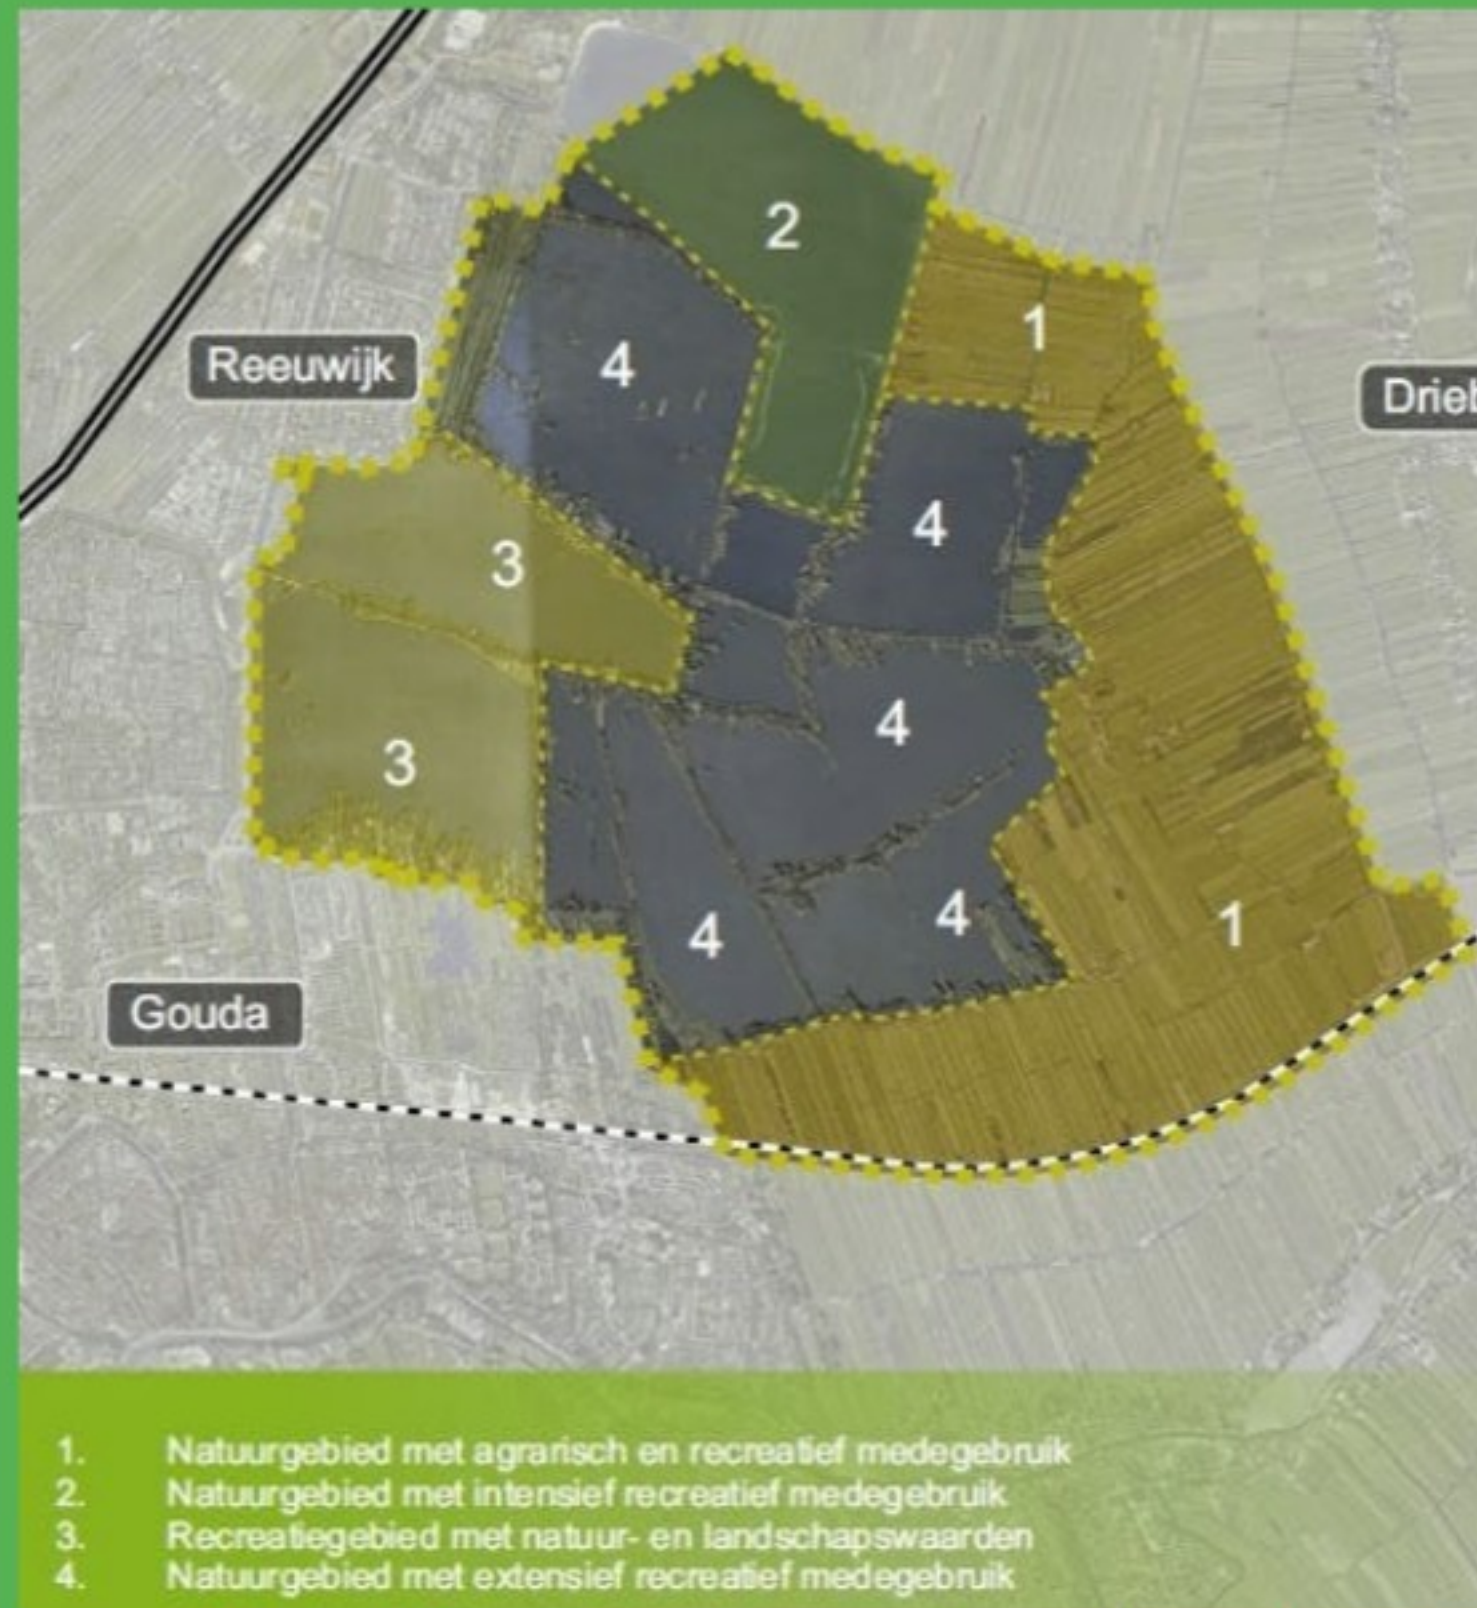 2
1
Reeuwijk
4
Drieb
4
3
4
3
4
4
1
Gouda
1. Natuurgebied met agrarisch en recreatief medegebruik
2. Natuurgebied met intensief recreatief medegebruik
3. Recreatiegebied met natuur- en landschapswaarden
4. Natuurgebied met extensief recreatief medegebruik